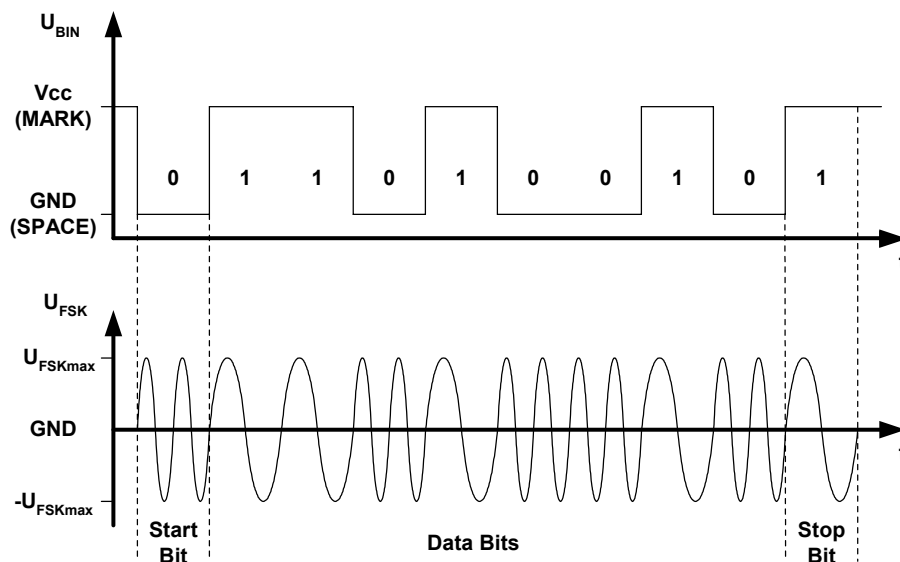 U_BIN
Vcc
(MARK)
0 1 1 0 1 0 0 1 0 1
GND
(SPACE)
U_FSK
U_FSKmax
GND
-U_FSKmax
Start
Bit
Data Bits
Stop
Bit